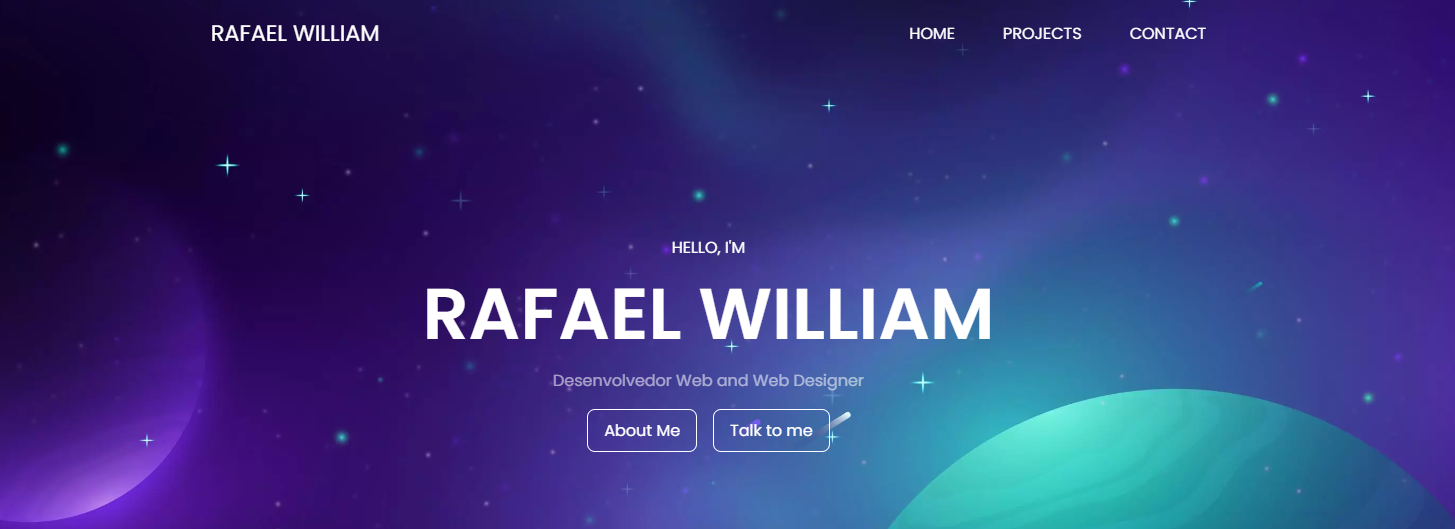 RAFAEL WILLIAM
HOME PROJECTS CONTACT
HELLO, I'M
RAFAEL WILLIAM
Desenvolvedor Web and Web Designer
About Me Talk to me